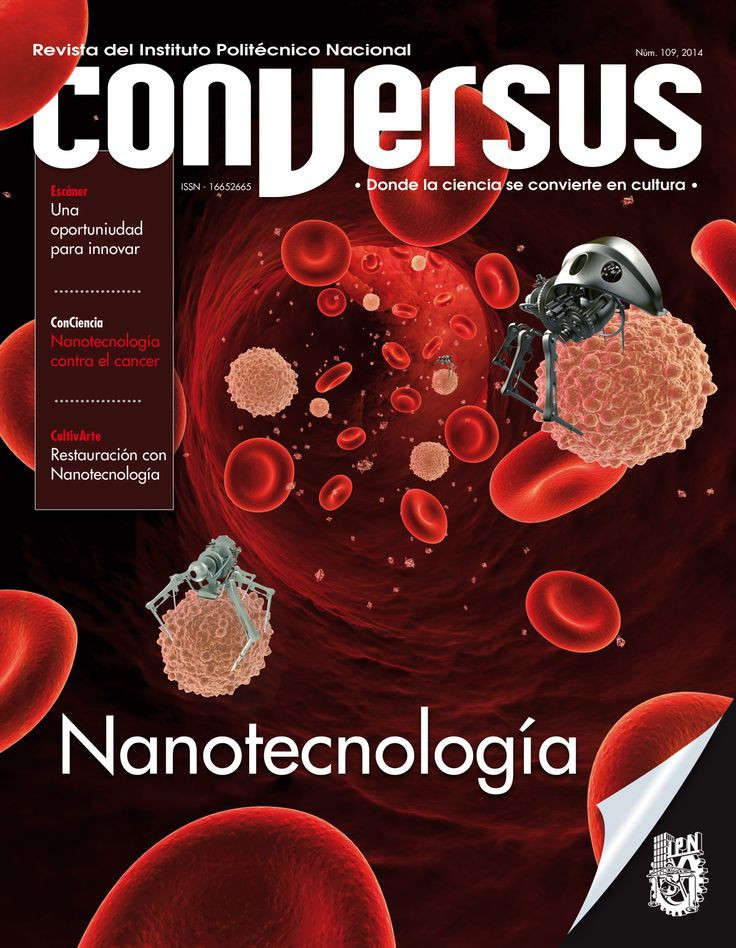 Revista del Instituto Politécnico Nacional
Núm. 109, 2014
conversus
ISSN - 16652665
• Donde la ciencia se convierte en cultura •
Escáner
Una
oportuniudad
para innovar
ConCiencia
Nanotecnología
contra el cancer
CultivArte
Restauración con
Nanotecnología
Nanotecnología
IPN